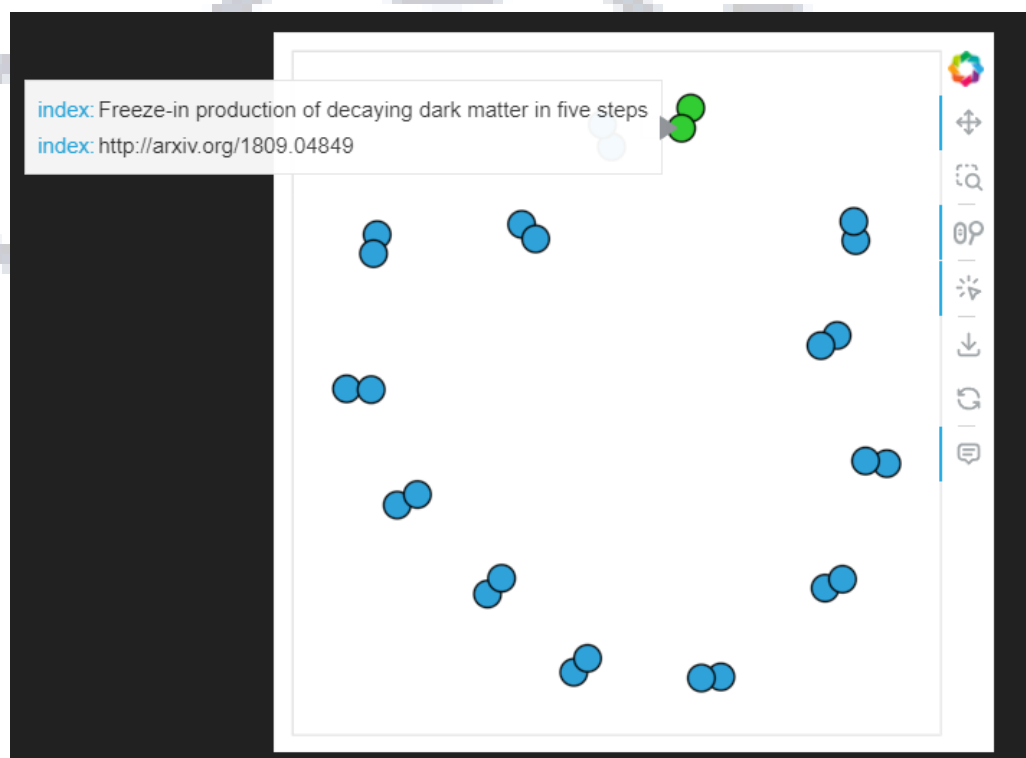 index: Freeze-in production of decaying dark matter in five steps
index: http://arxiv.org/1809.04849